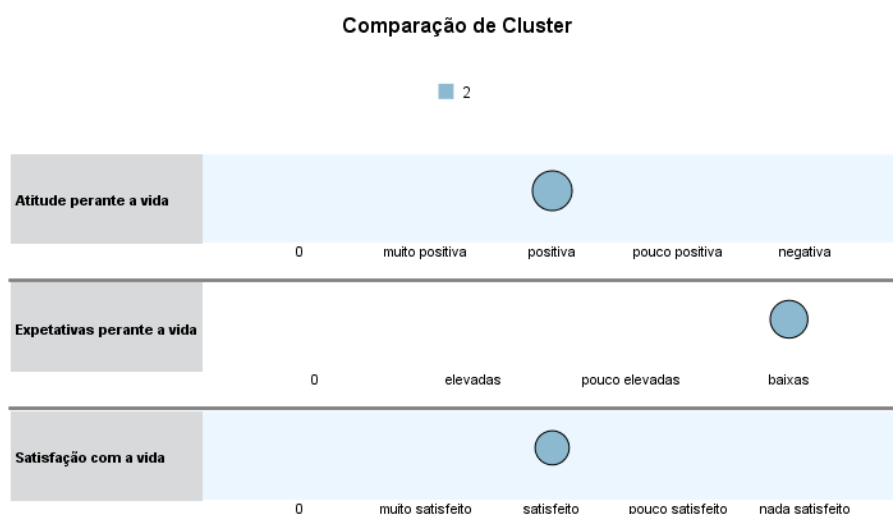 Comparação de Cluster
2
Atitude perante a vida
0 muito positiva positiva pouco positiva negativa
Expetativas perante a vida
0 elevadas pouco elevadas baixas
Satisfação com a vida
0 muito satisfeito satisfeito pouco satisfeito nada satisfeito